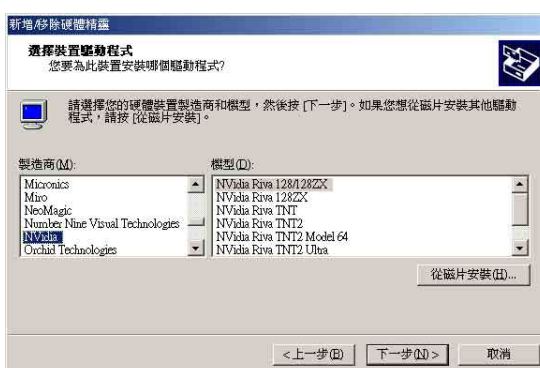 新增/移除硬體精靈
選擇裝置驅動程式
您要為此裝置安裝哪個驅動程式?
請選擇您的硬體裝置製造商和模型，然後按 [下一步]。如果您想從磁片安裝其他驅動
程式，請按 [從磁片安裝]。
製造商(M):
Micronics
Miro
NeoMagic
Number Nine Visual Technologies
NVidia
Orchid Technologies
模型(D):
NVidia Riva 128/128ZX
NVidia Riva 128ZX
NVidia Riva TNT
NVidia Riva TNT2
NVidia Riva TNT2 Model 64
NVidia Riva TNT2 Ultra
從磁片安裝(H)...
<上一步(B)
下一步(N)>
取消